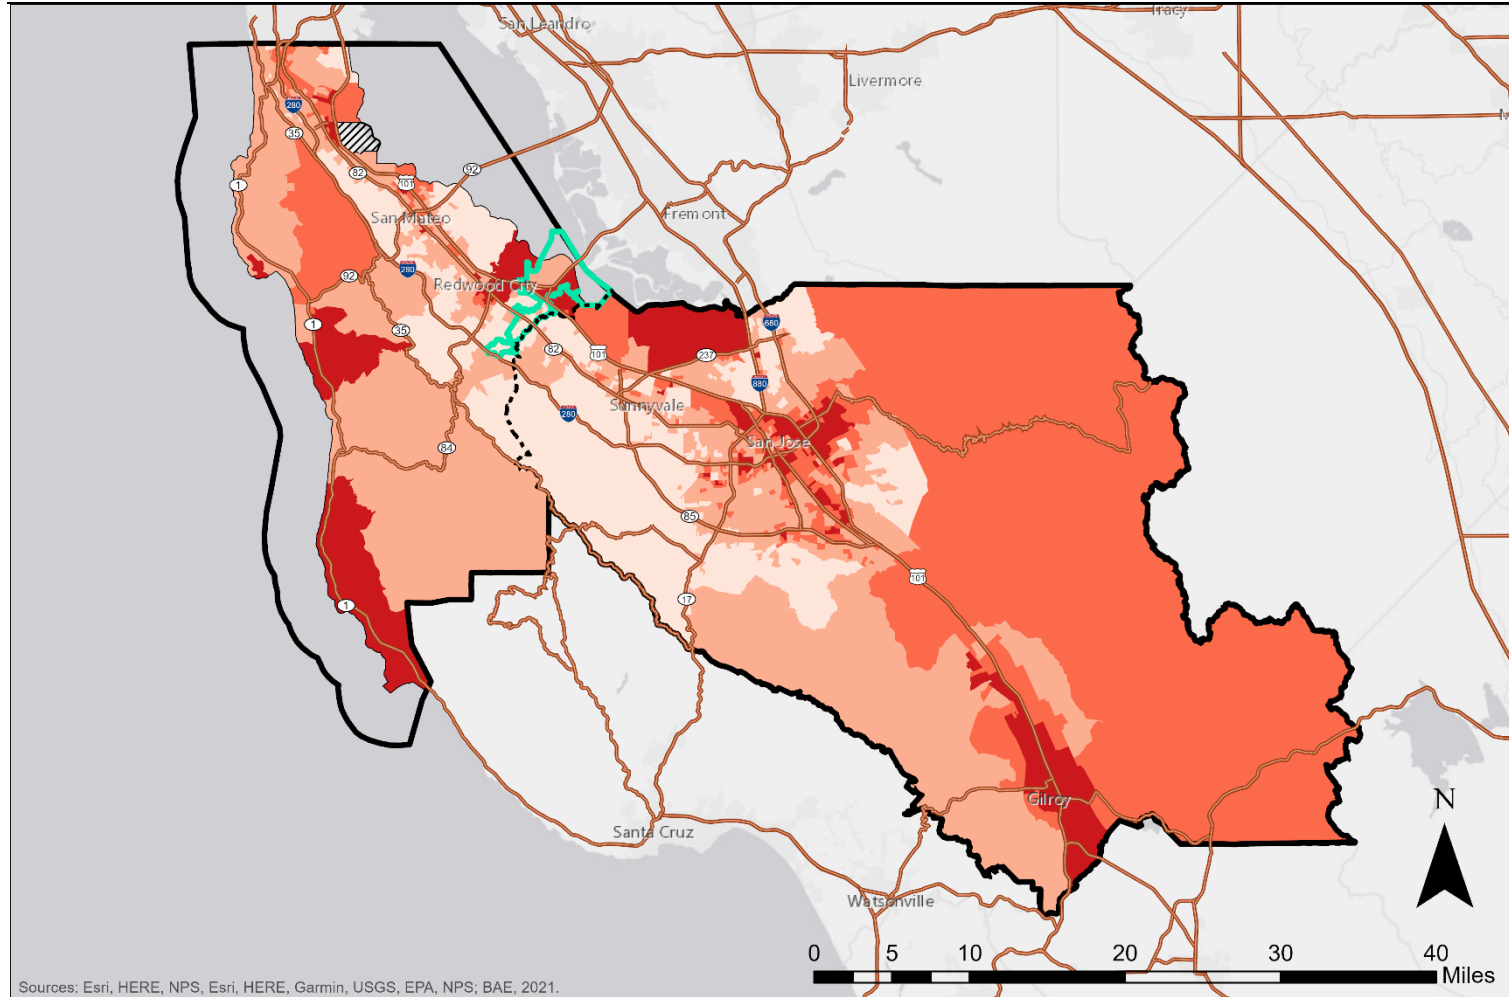 San Leandro
Tracy
Livermore
280
35
82
101
92
1
San Mateo
Fremont
280
92
Redwood City
1
35
82
101
237
680
880
280
Sunnyvale
San Jose
84
85
101
17
1
Gilroy
Santa Cruz
Watsonville
N
0 5 10 20 30 40
Miles
Sources: Esri, HERE, NPS, Esri, HERE, Garmin, USGS, EPA, NPS; BAE, 2021.